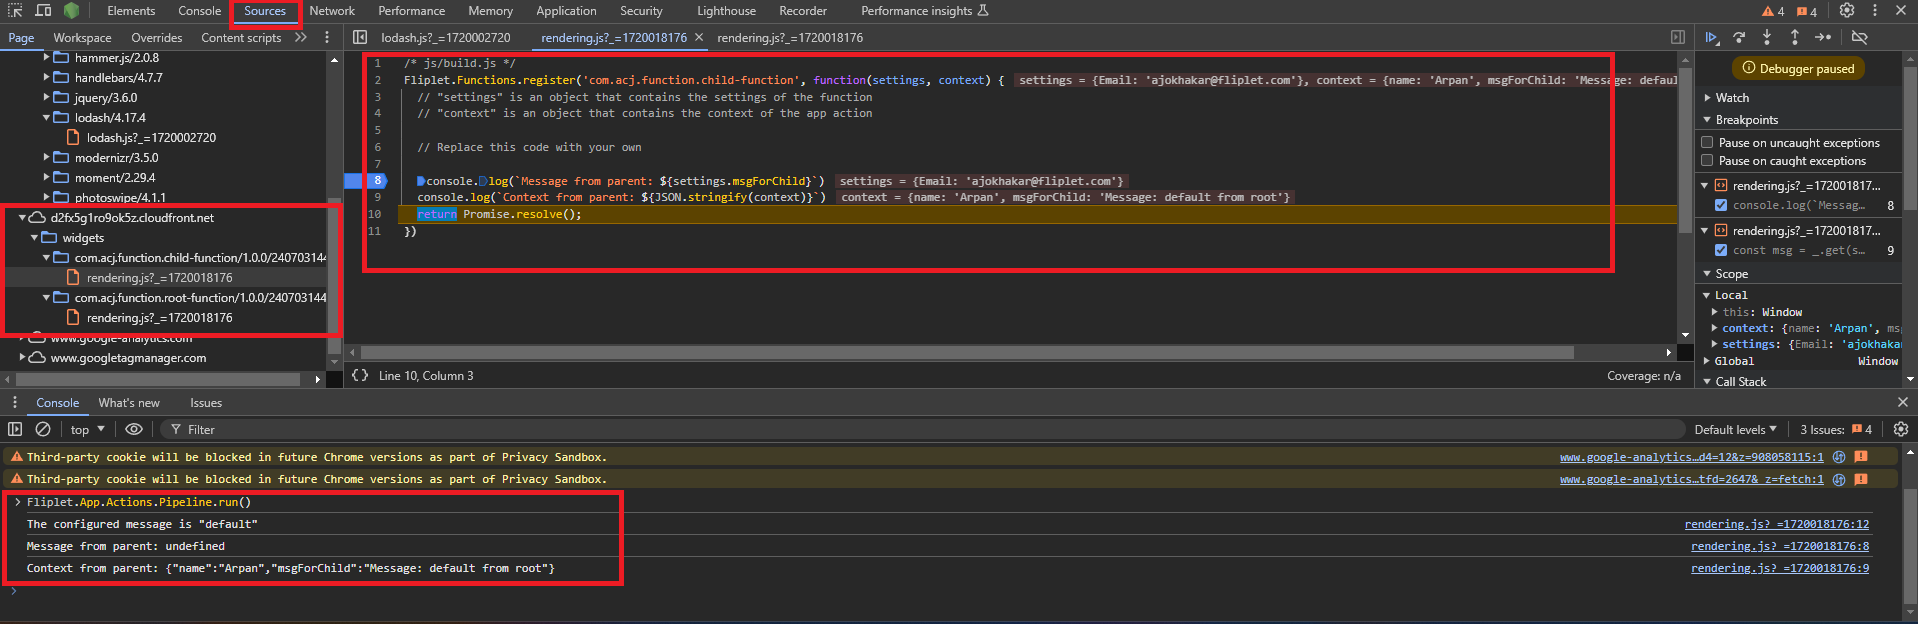 Elements Console Sources Network Performance Memory Application Security Lighthouse Recorder Performance insights 4 4
Page Workspace Overrides Content scripts
lodash.js?_=1720002720 rendering.js?_=1720018176 rendering.js?_=1720018176
hammer.js/2.0.8
handlebars/4.7.7
jquery/3.6.0
lodash/4.17.4
lodash.js?_=1720002720
modernizr/3.5.0
moment/2.29.4
photoswipe/4.1.1
d2fx5g1ro9ok5z.cloudfront.net
widgets
com.acj.function.child-function/1.0.0/240703144
rendering.js?_=1720018176
com.acj.function.root-function/1.0.0/240703144
rendering.js?_=1720018176
www.google-analytics.com
www.googletagmanager.com
1 /* js/build.js */
2 Fliplet.Functions.register('com.acj.function.child-function', function(settings, context) { settings = {Email: 'ajokhakar@fliplet.com'}, context = {name: 'Arpan', msgForChild: 'Message: default
3 // "settings" is an object that contains the settings of the function
4 // "context" is an object that contains the context of the app action
5
6 // Replace this code with your own
7
8 console.log(`Message from parent: ${settings.msgForChild}`) settings = {Email: 'ajokhakar@fliplet.com'}
9 console.log(`Context from parent: ${JSON.stringify(context)}`) context = {name: 'Arpan', msgForChild: 'Message: default from root'}
10 return Promise.resolve();
11 })
{} Line 10, Column 3 Coverage: n/a
Debugger paused
Watch
Breakpoints
Pause on uncaught exceptions
Pause on caught exceptions
rendering.js?_=172001817...
console.log(`Messag... 8
rendering.js?_=172001817...
const msg = _.get(s... 9
Scope
Local
this: Window
context: {name: 'Arpan', ms
settings: {Email: 'ajokhaka
Global Window
Call Stack
Console What's new Issues
top Filter Default levels 3 Issues: 4
Third-party cookie will be blocked in future Chrome versions as part of Privacy Sandbox. www.google-analytics…d4=12&z=908058115:1
Third-party cookie will be blocked in future Chrome versions as part of Privacy Sandbox. www.google-analytics…tfd=2647&_z=fetch:1
> Fliplet.App.Actions.Pipeline.run()
The configured message is "default" rendering.js?_=1720018176:12
Message from parent: undefined rendering.js?_=1720018176:8
Context from parent: {"name":"Arpan","msgForChild":"Message: default from root"} rendering.js?_=1720018176:9
>